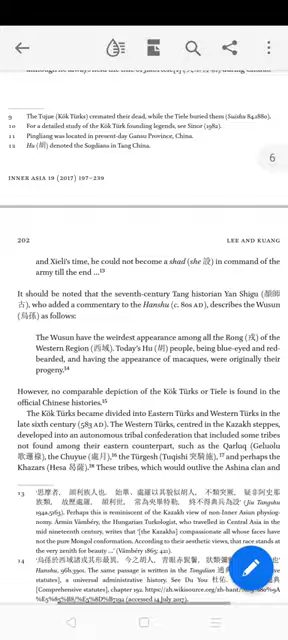 9 The Tujue (Kök Türks) cremated their dead, while the Tiele buried them (Suishu 84.1880).
10 For a detailed study of the Kök Türk founding legends, see Sinor (1982).
11 Pingliang was located in present-day Gansu Province, China.
12 Hu (胡) denoted the Sogdians in Tang China.
6
INNER ASIA 19 (2017) 197–239
202 LEE AND KUANG
and Xieli's time, he could not become a shad (she 設) in command of the
army till the end ...13
It should be noted that the seventh-century Tang historian Yan Shigu (顏師
古), who added a commentary to the Hanshu (c. 80s AD), describes the Wusun
(烏孫) as follows:
The Wusun have the weirdest appearance among all the Rong (戎) of the
Western Region (西域). Today's Hu (胡) people, being blue-eyed and red-
bearded, and having the appearance of macaques, were originally their
progeny.14
However, no comparable depiction of the Kök Türks or Tiele is found in the
official Chinese histories.15
The Kök Türks became divided into Eastern Türks and Western Türks in the
late sixth century (583 AD). The Western Türks, centred in the Kazakh steppes,
developed into an autonomous tribal confederation that included some tribes
not found among their eastern counterpart, such as the Qarluq (Geluolu
歌邏祿), the Chuyue (處月),16 the Türgesh (Tuqishi 突騎施),17 and perhaps the
Khazars (Hesa 曷薩).18 These tribes, which would outlive the Ashina clan and
13 '思摩者, 頡利族人也, 始畢、處羅以其貌似胡人, 不類突厥, 疑非阿史那
族類, 故歷處羅、頡利世, 常為夾畢特勒, 終不得典兵為設' (Jiu Tangshu
194a.5163). Perhaps this is reminiscent of the Kazakh view of non-Inner Asian physiog-
nomy. Ármin Vámbéry, the Hungarian Turkologist, who travelled in Central Asia in the
mid nineteenth century, writes that '[the Kazakhs] compassionate all whose faces have
not the pure Mongol conformation. According to their aesthetic views, that race stands at
the very zenith for beauty ...' (Vámbéry 1865: 421).
14 '烏孫於西域諸戎其形最異, 今之胡人, 青眼赤髭鬚, 狀類彌
Hanshu, 96b.3901. The same passage is written in the Tongdian 通典
statutes], a universal administrative history. See Du You 杜佑,
[Comprehensive statutes], chapter 192, https://zh.wikisource.org/zh-hant/
(accessed 14 July 2017).